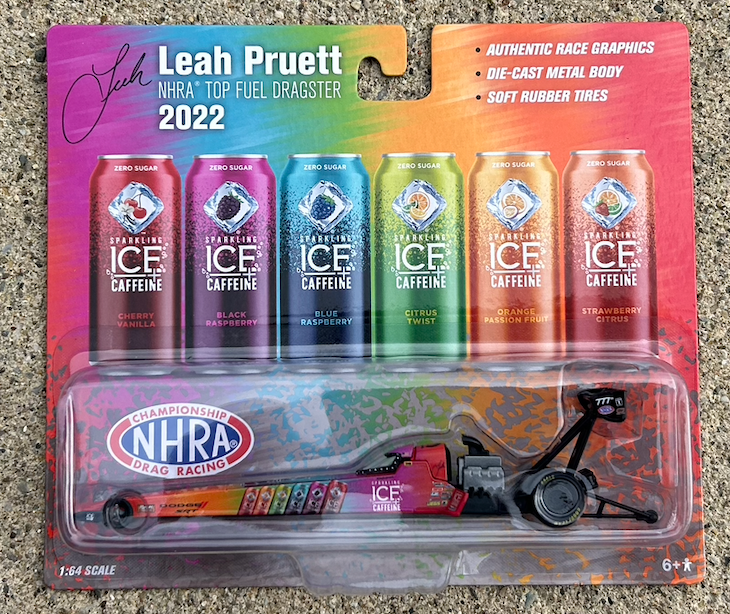 Leah
Leah Pruett
NHRA® TOP FUEL DRAGSTER
2022
• AUTHENTIC RACE GRAPHICS
• DIE-CAST METAL BODY
• SOFT RUBBER TIRES
ZERO SUGAR
SPARKLING
ICE
+CAFFEINE
CHERRY
VANILLA
ZERO SUGAR
SPARKLING
ICE
+CAFFEINE
BLACK
RASPBERRY
ZERO SUGAR
SPARKLING
ICE
+CAFFEINE
BLUE
RASPBERRY
ZERO SUGAR
SPARKLING
ICE
+CAFFEINE
CITRUS
TWIST
ZERO SUGAR
SPARKLING
ICE
+CAFFEINE
ORANGE
PASSION FRUIT
ZERO SUGAR
SPARKLING
ICE
+CAFFEINE
STRAWBERRY
CITRUS
CHAMPIONSHIP
NHRA®
DRAG RACING
DODGE//
SRT
SPARKLING
ICE
+CAFFEINE
1:64 SCALE
6+